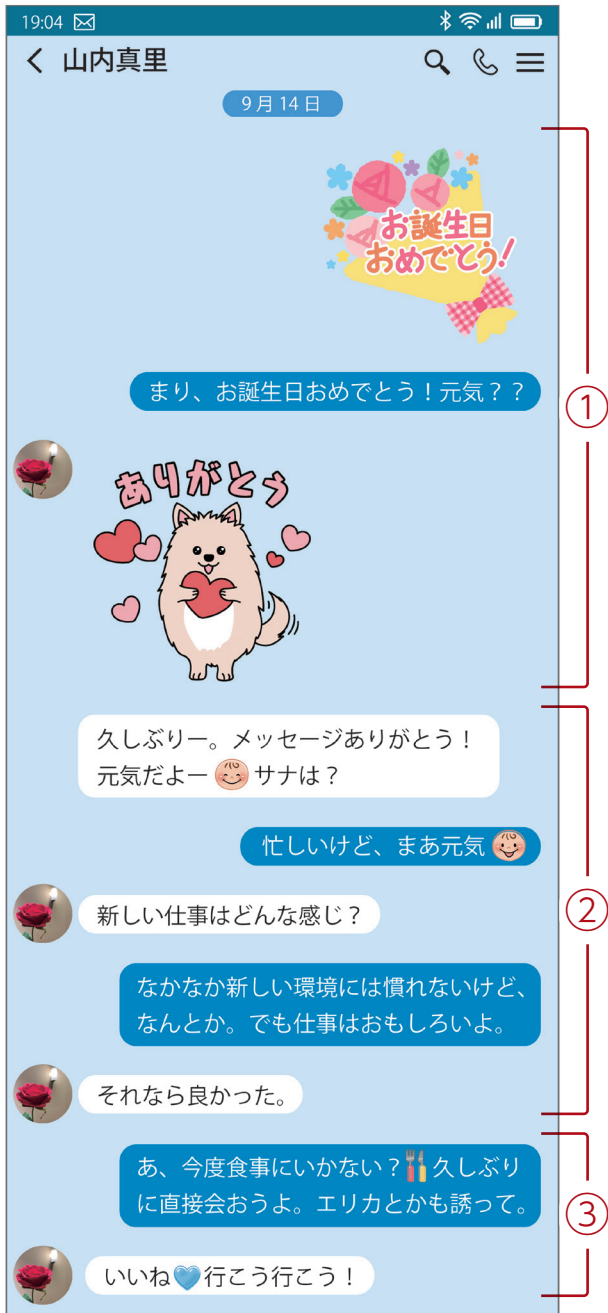 19:04
山内真里
9月14日
お誕生日
おめでとう!
まり、お誕生日おめでとう！元気？？
①
ありがとう
久しぶりー。メッセージありがとう！
元気だよー サナは？
忙しいけど、まあ元気
②
新しい仕事はどんな感じ？
なかなか新しい環境には慣れないけど、
なんとか。でも仕事はおもしろいよ。
それなら良かった。
あ、今度食事にいかない？🍴久しぶり
に直接会おうよ。エリカとかも誘って。
③
いいね🩵行こう行こう！